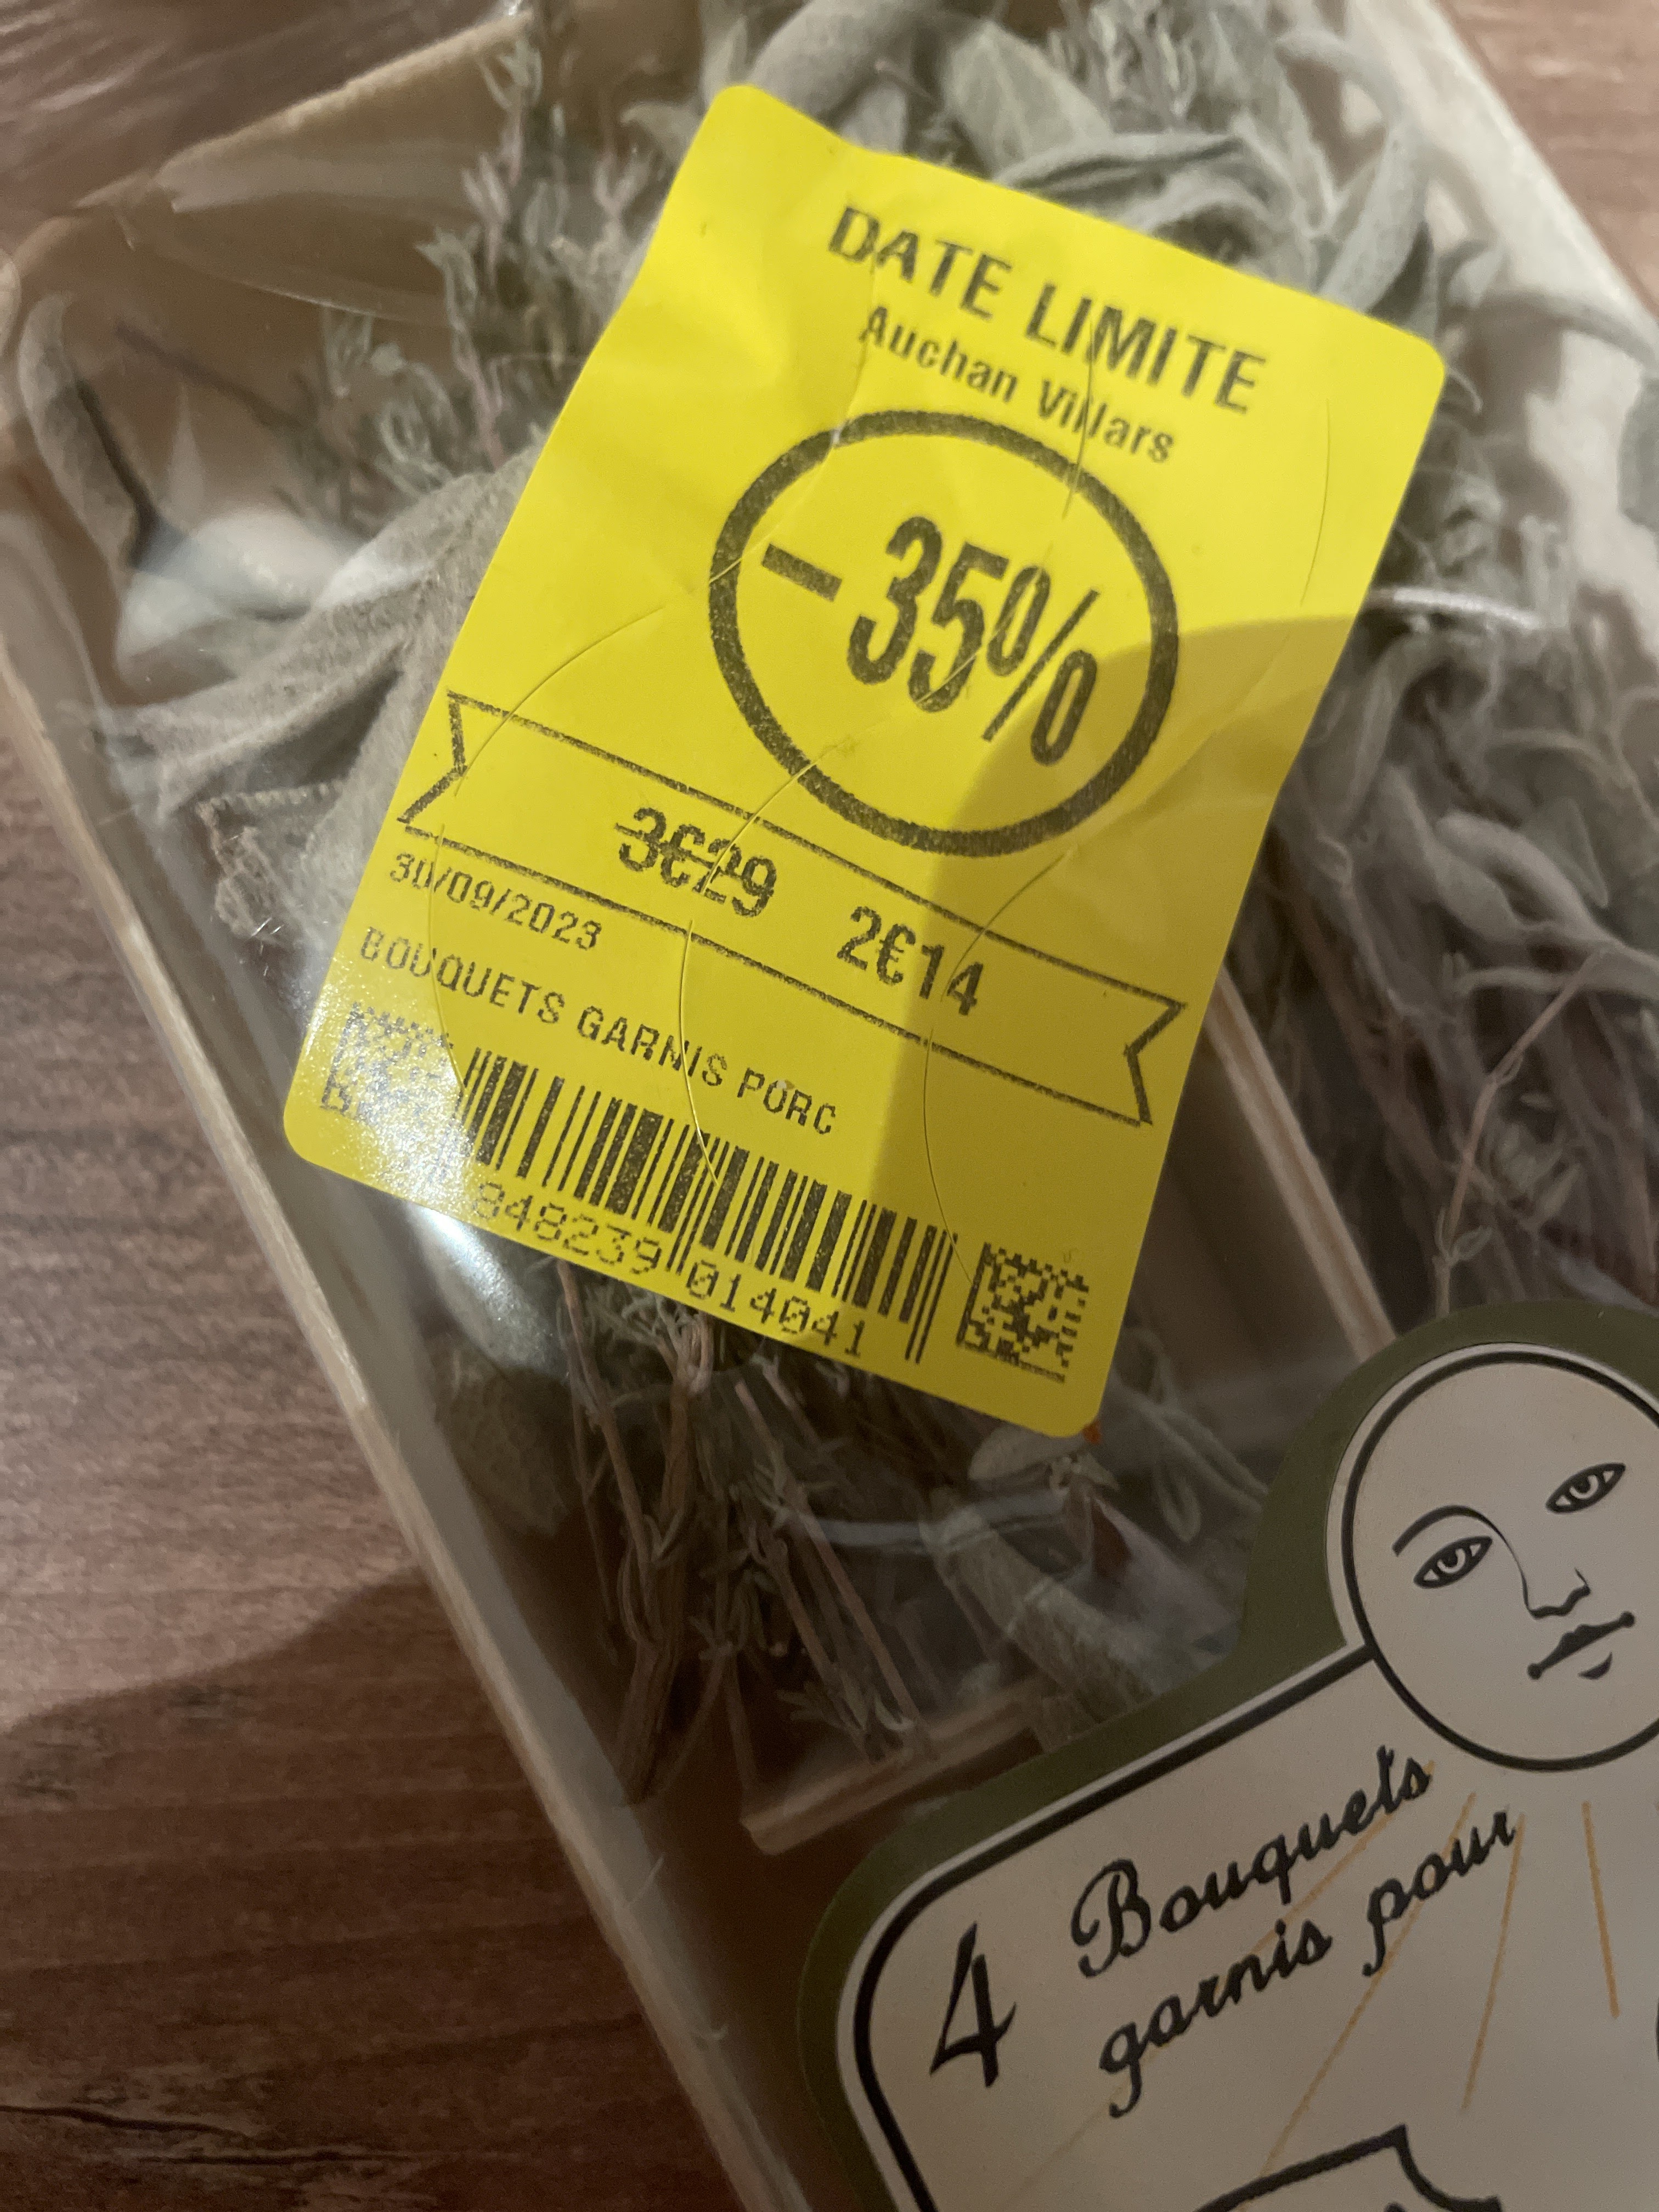 DATE LIMITE
Auchan Villars
-35%
3€29 2€14
30/09/2023
BOUQUETS GARNIS PORC
848239 014041
4 Bouquets
garnis pour